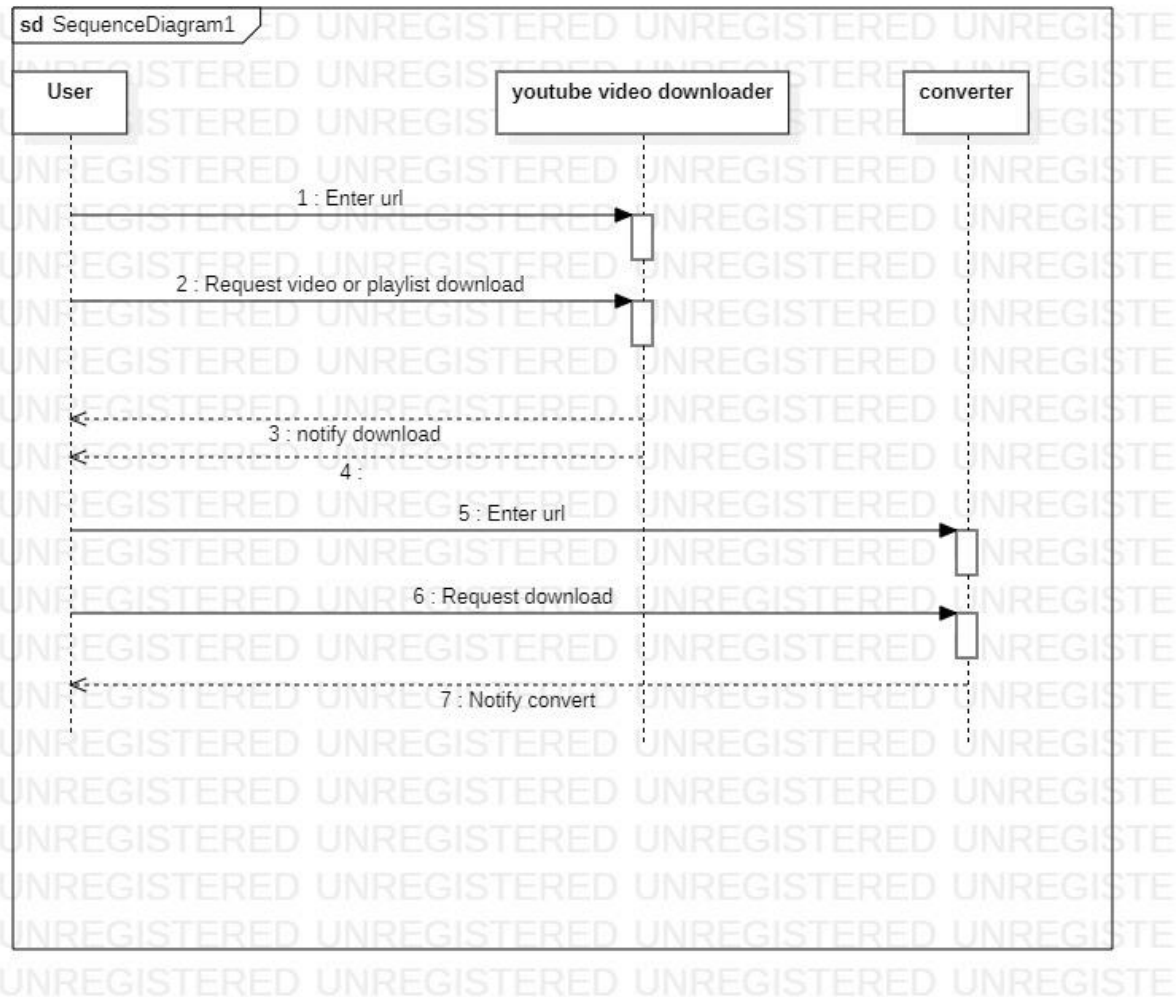 sd SequenceDiagram1
User
youtube video downloader
converter
1 : Enter url
2 : Request video or playlist download
3 : notify download
4 :
5 : Enter url
6 : Request download
7 : Notify convert
UNREGISTERED